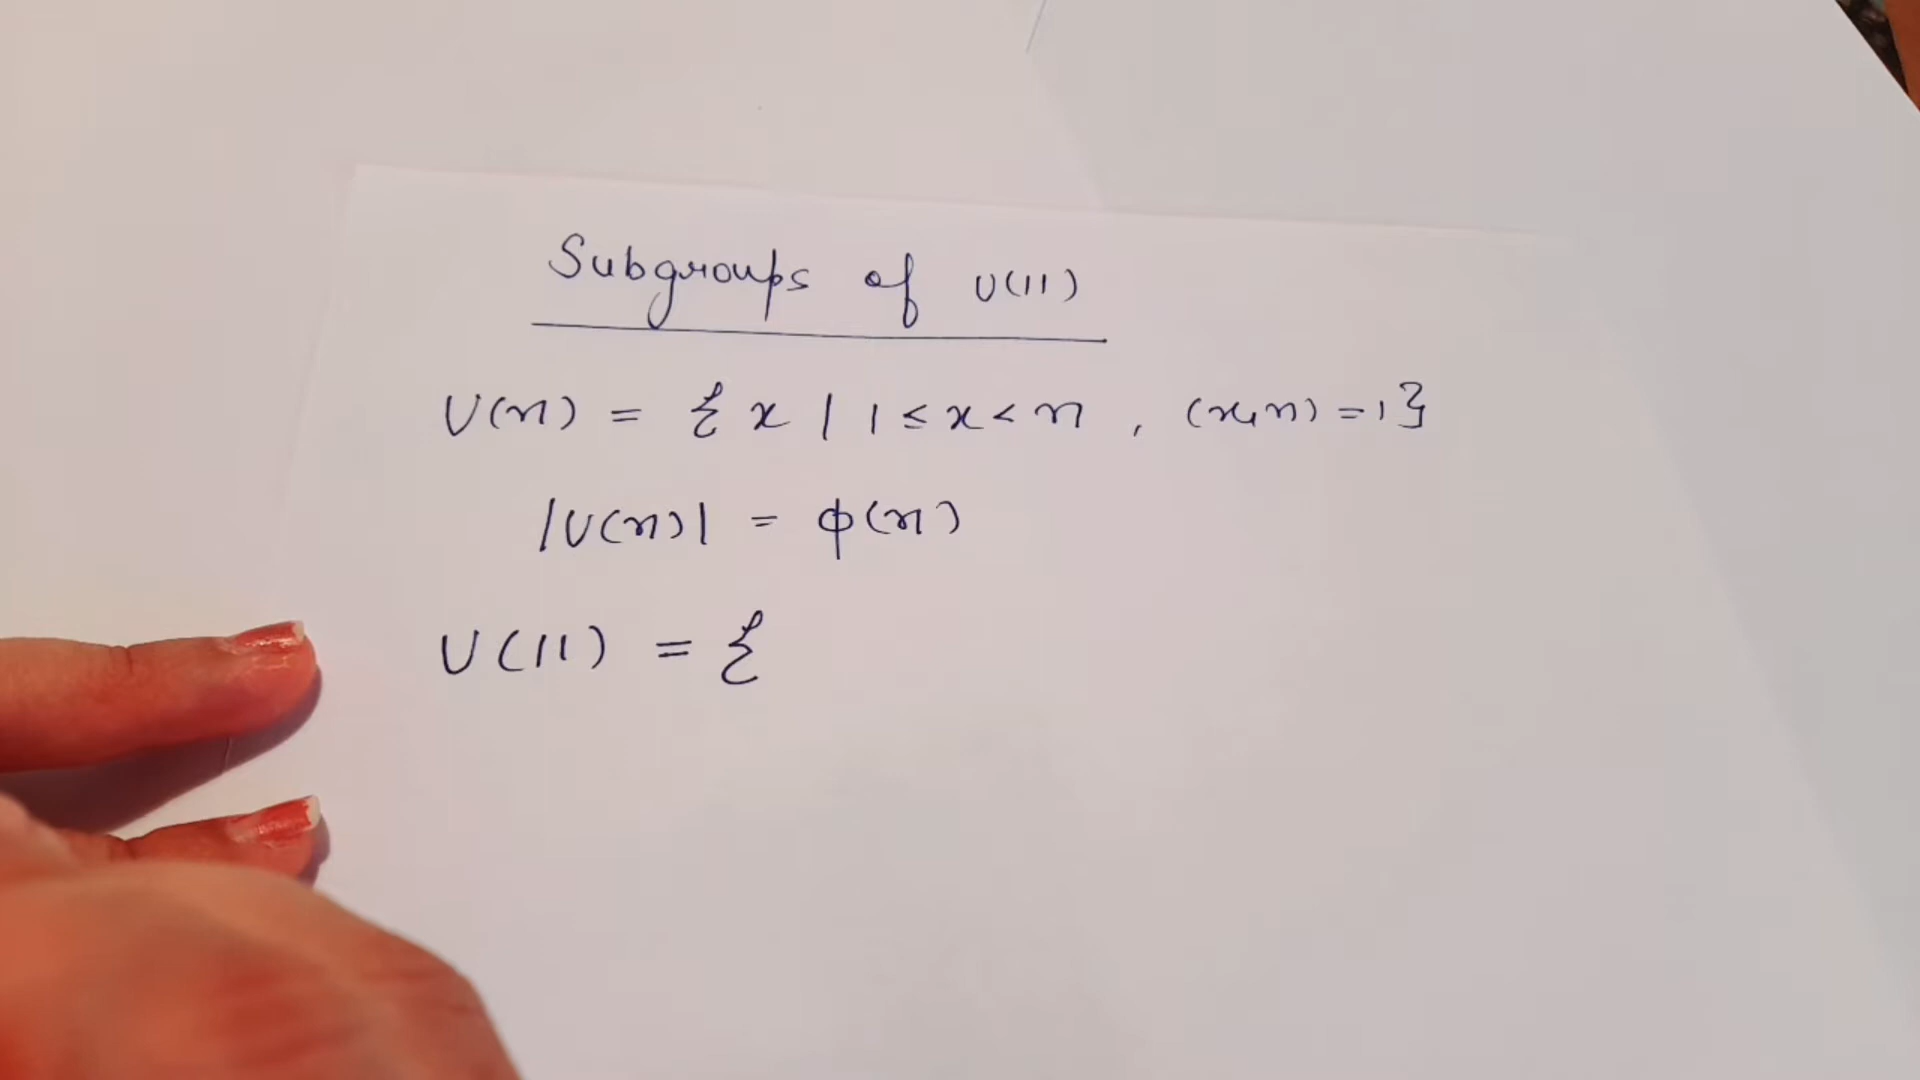 Subgroups of U(11)
U(n) = { x | 1 ≤ x < n , (x,n) = 1 }
|U(n)| = ϕ(n)
U(11) = {